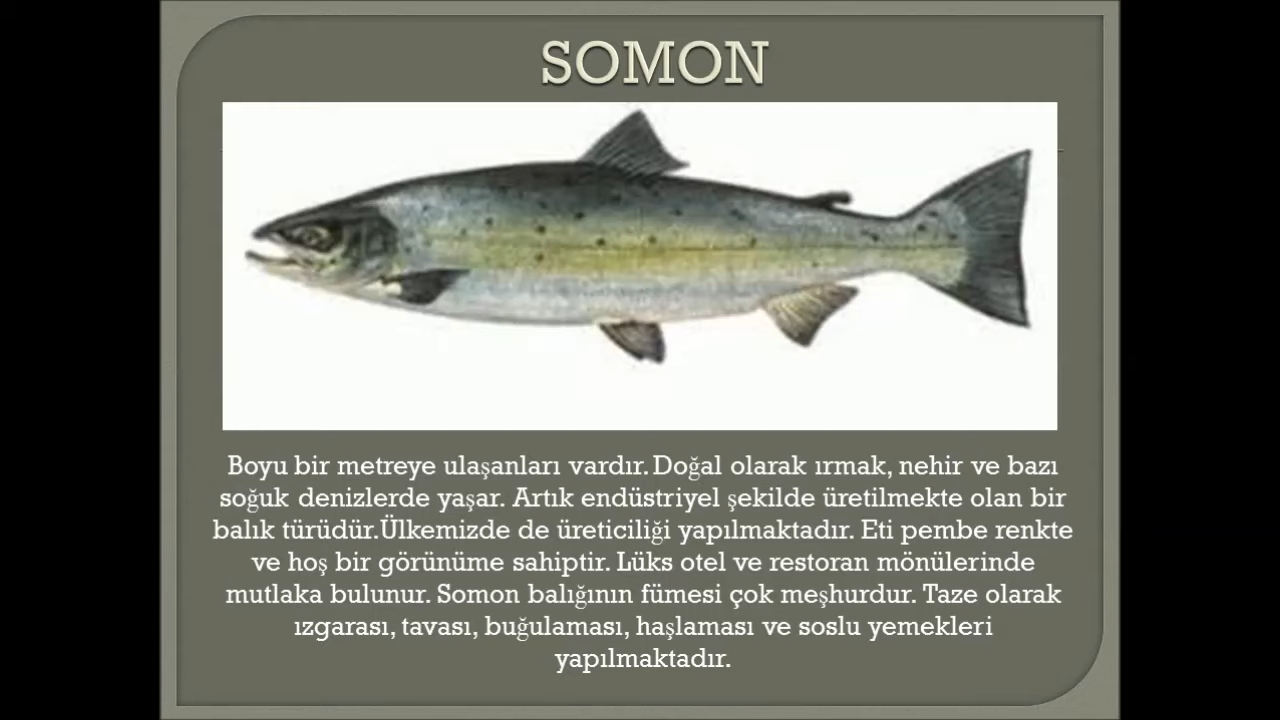 SOMON
Boyu bir metreye ulaşanları vardır. Doğal olarak ırmak, nehir ve bazı
soğuk denizlerde yaşar. Artık endüstriyel şekilde üretilmekte olan bir
balık türüdür.Ülkemizde de üreticiliği yapılmaktadır. Eti pembe renkte
ve hoş bir görünüme sahiptir. Lüks otel ve restoran mönülerinde
mutlaka bulunur. Somon balığının fümesi çok meşhurdur. Taze olarak
ızgarası, tavası, buğulaması, haşlaması ve soslu yemekleri
yapılmaktadır.